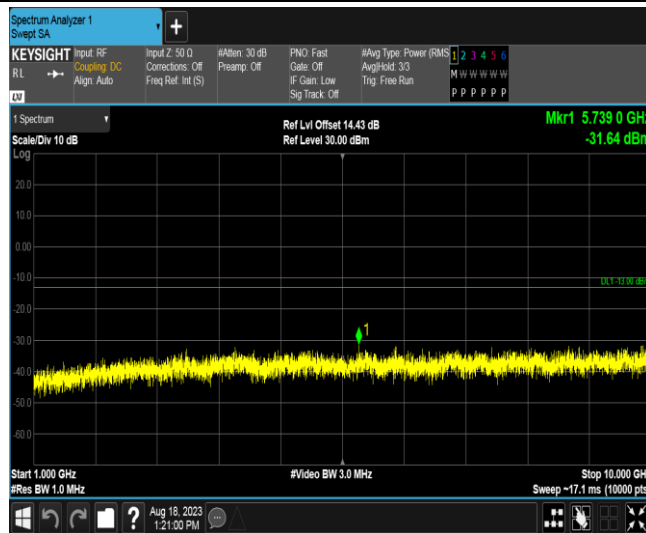 Spectrum Analyzer 1
Swept SA
+
KEYSIGHT
RL
LXI
Input: RF
Coupling: DC
Align: Auto
Input Z: 50 Ω
Corrections: Off
Freq Ref: Int (S)
#Atten: 30 dB
Preamp: Off
PNO: Fast
Gate: Off
IF Gain: Low
Sig Track: Off
#Avg Type: Power (RMS
Avg|Hold: 3/3
Trig: Free Run
1 2 3 4 5 6
M W W W W W
P P P P P P
1 Spectrum
Scale/Div 10 dB
Ref Lvl Offset 14.43 dB
Ref Level 30.00 dBm
Mkr1 5.739 0 GHz
-31.64 dBm
Log
20.0
10.0
0.00
-10.0
DL1 -13.00 dBm
-20.0
1
-30.0
-40.0
-50.0
-60.0
Start 1.000 GHz
#Res BW 1.0 MHz
#Video BW 3.0 MHz
Stop 10.000 GH
Sweep ~17.1 ms (10000 pts
?
Aug 18, 2023
1:21:00 PM